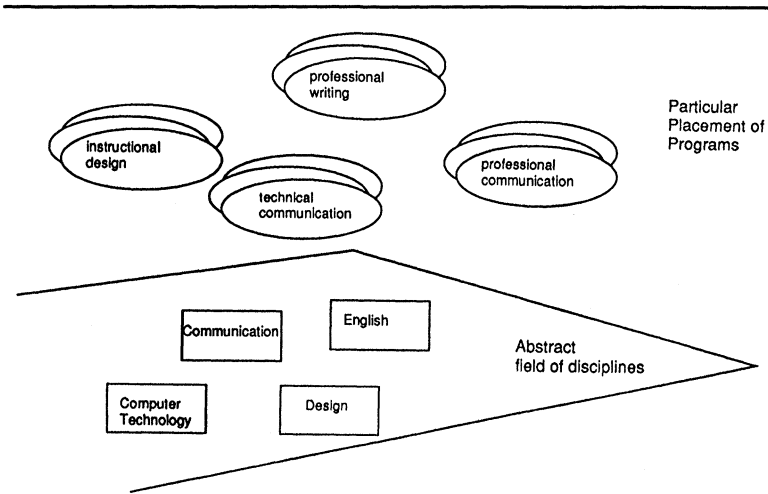 professional
writing
Particular
Placement of
Programs
instructional
design
professional
communication
technical
communication
Communication
English
Abstract
field of disciplines
Computer
Technology
Design